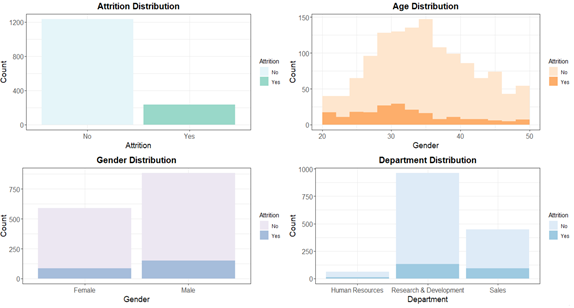 Attrition Distribution
Count
1200
800
400
0
No
Yes
Attrition
Attrition
No
Yes
Age Distribution
Count
150
100
50
0
20
30
40
50
Gender
Attrition
No
Yes
Gender Distribution
Count
750
500
250
0
Female
Male
Gender
Attrition
No
Yes
Department Distribution
Count
1000
750
500
250
0
Human Resources
Research & Development
Sales
Department
Attrition
No
Yes